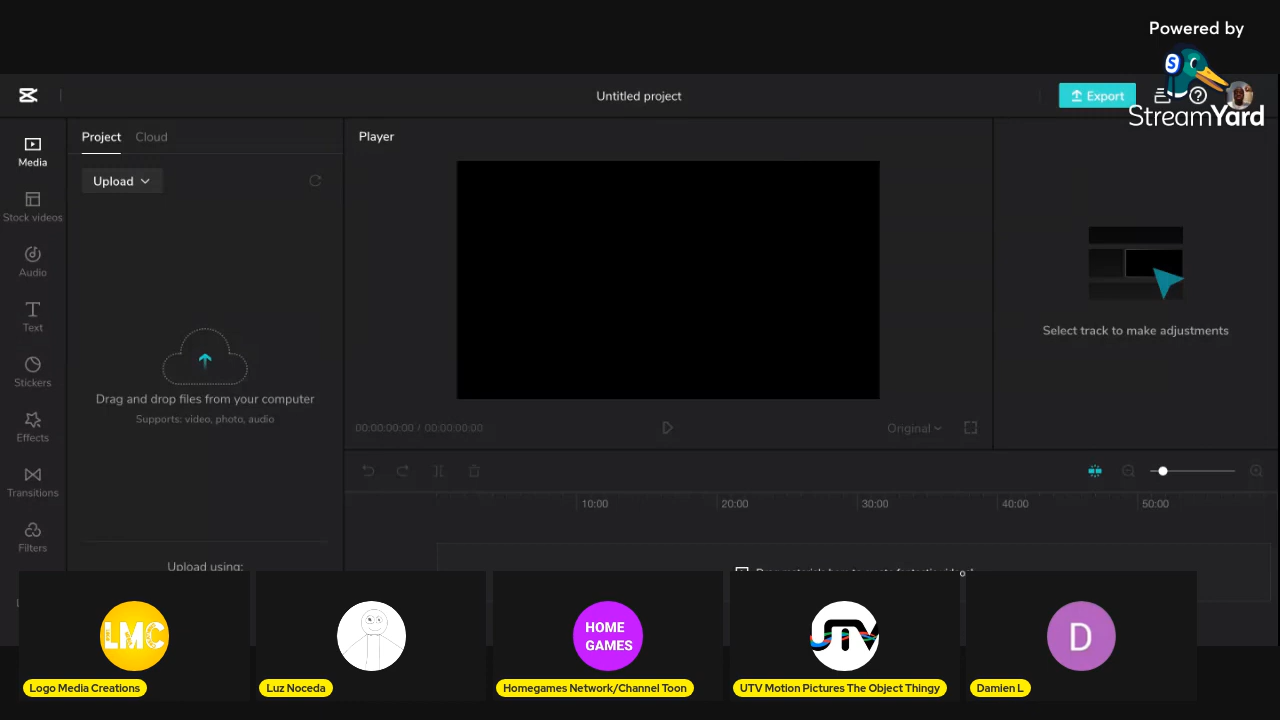 Powered by
StreamYard
Untitled project
Export
Media
Stock videos
Audio
Text
Stickers
Effects
Transitions
Filters
Project
Cloud
Upload
Drag and drop files from your computer
Supports: video, photo, audio
Upload using:
Player
00:00:00:00 / 00:00:00:00
Original
Select track to make adjustments
10:00
20:00
30:00
40:00
50:00
LMC
HOME
GAMES
UTV
D
Logo Media Creations
Luz Noceda
Homegames Network/Channel Toon
UTV Motion Pictures The Object Thingy
Damien L